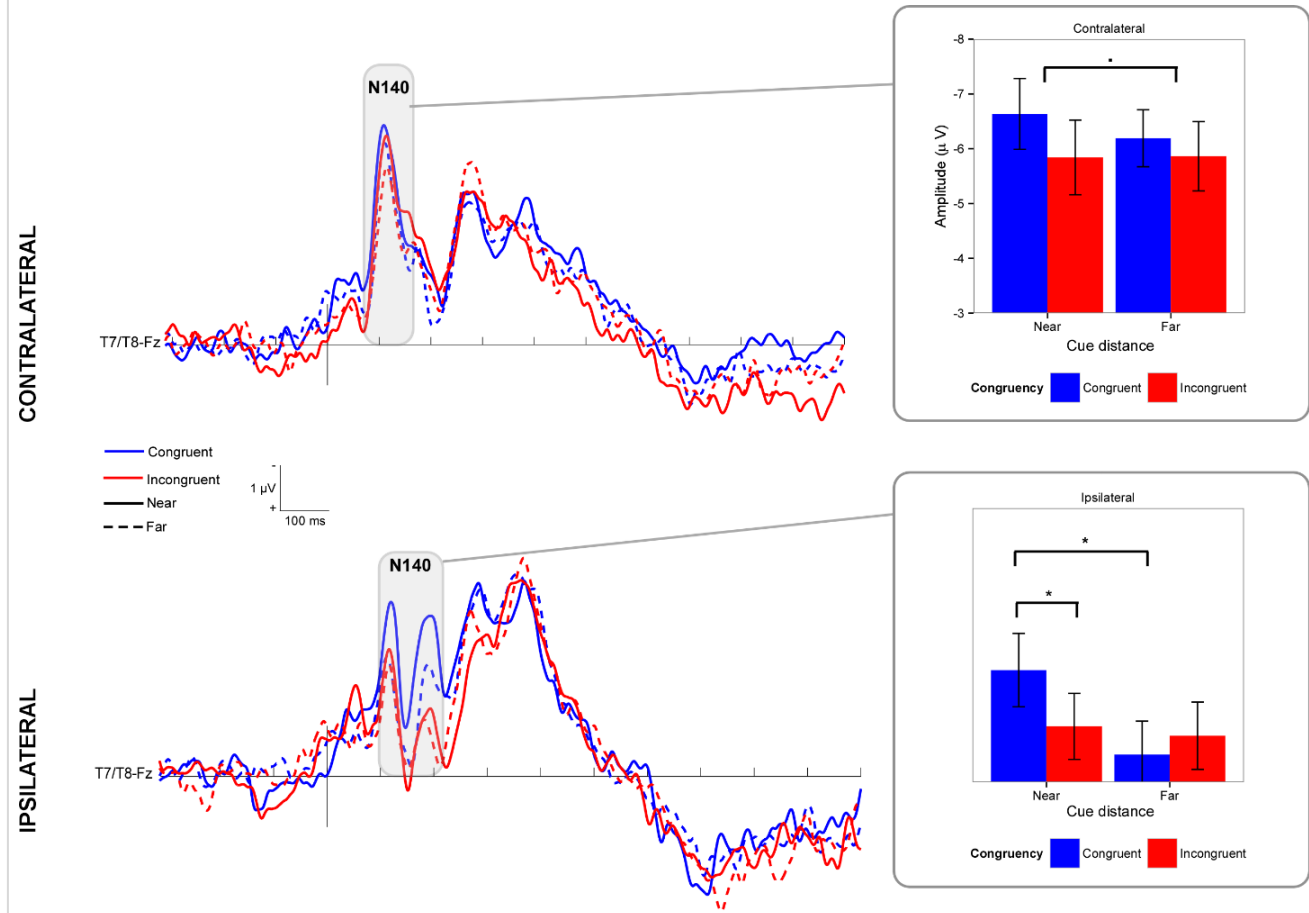 CONTRALATERAL
N140
T7/T8-Fz
Contralateral
-8
-7
-6
-5
-4
-3
Amplitude (μ V)
.
Near
Far
Cue distance
Congruency Congruent Incongruent
Congruent
Incongruent
Near
Far
-
1 μV
+
100 ms
IPSILATERAL
N140
T7/T8-Fz
Ipsilateral
*
*
Near
Far
Cue distance
Congruency Congruent Incongruent